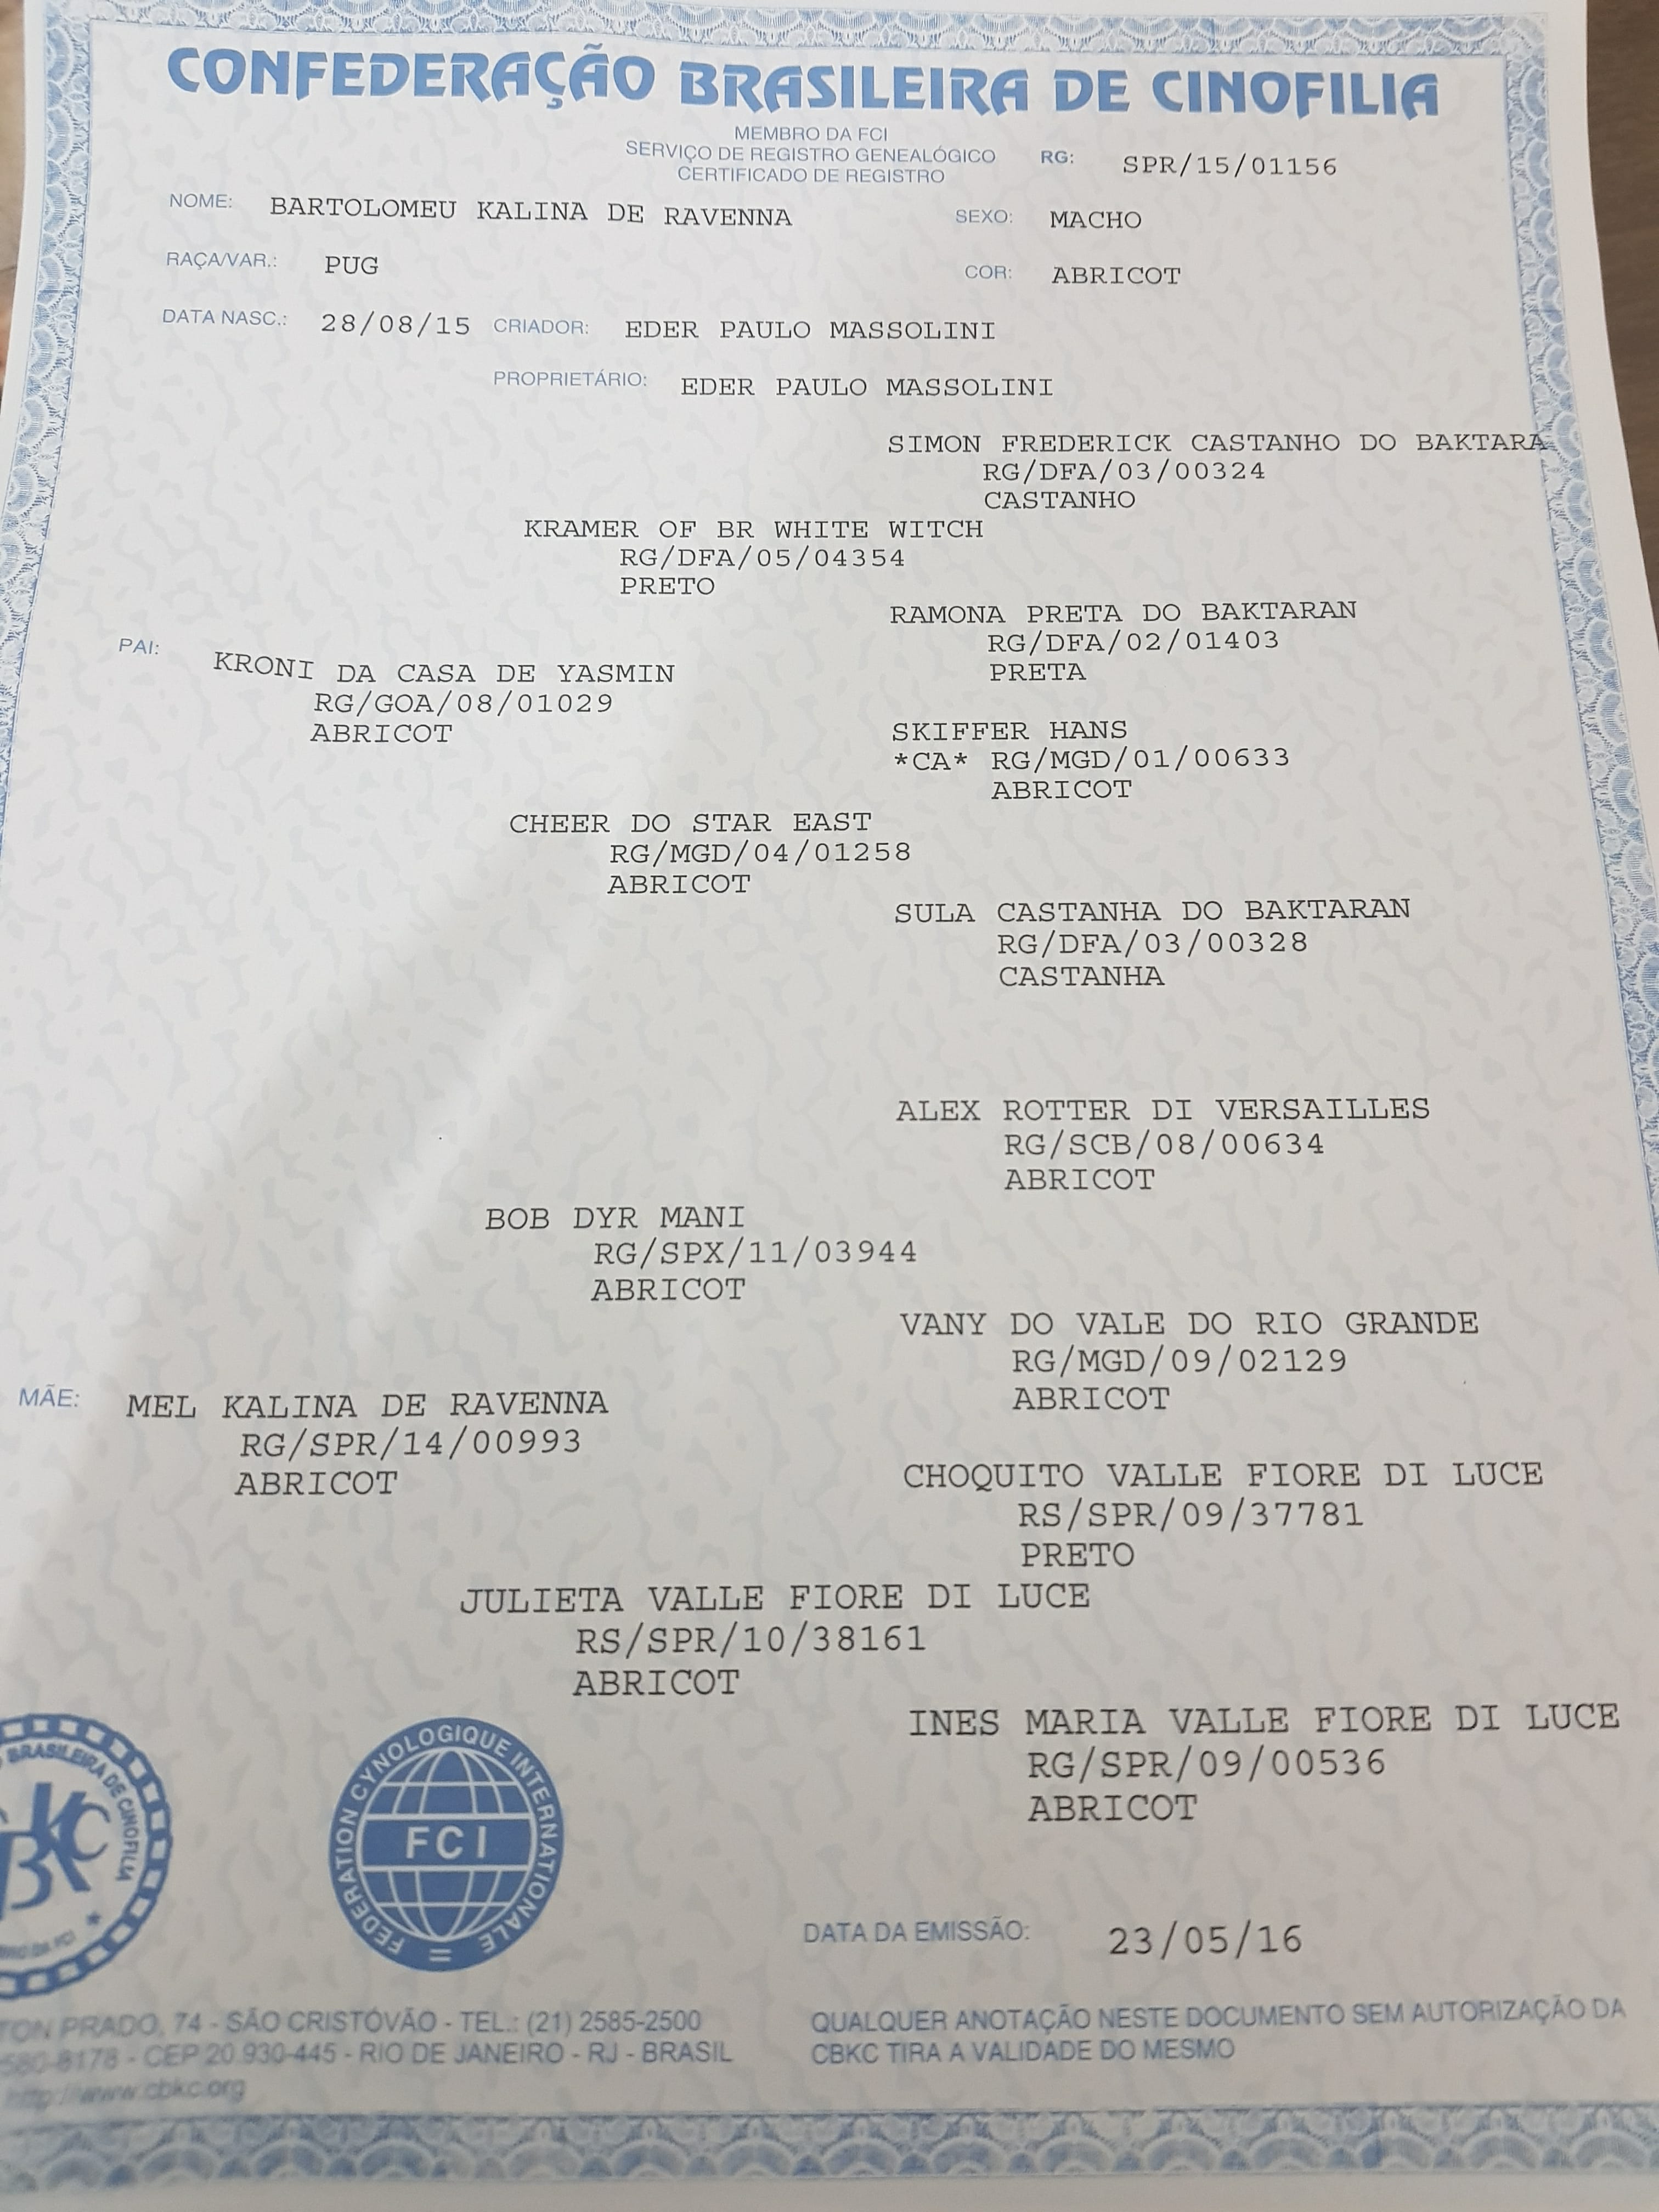 CONFEDERAÇÃO BRASILEIRA DE CINOFILIA
MEMBRO DA FCI
SERVIÇO DE REGISTRO GENEALÓGICO
CERTIFICADO DE REGISTRO
RG: SPR/15/01156
NOME: BARTOLOMEU KALINA DE RAVENNA SEXO: MACHO
RAÇA/VAR.: PUG COR: ABRICOT
DATA NASC.: 28/08/15 CRIADOR: EDER PAULO MASSOLINI
PROPRIETÁRIO: EDER PAULO MASSOLINI
SIMON FREDERICK CASTANHO DO BAKTARA
RG/DFA/03/00324
CASTANHO
KRAMER OF BR WHITE WITCH
RG/DFA/05/04354
PRETO
RAMONA PRETA DO BAKTARAN
RG/DFA/02/01403
PRETA
PAI: KRONI DA CASA DE YASMIN
RG/GOA/08/01029
ABRICOT
SKIFFER HANS
*CA* RG/MGD/01/00633
ABRICOT
CHEER DO STAR EAST
RG/MGD/04/01258
ABRICOT
SULA CASTANHA DO BAKTARAN
RG/DFA/03/00328
CASTANHA
ALEX ROTTER DI VERSAILLES
RG/SCB/08/00634
ABRICOT
BOB DYR MANI
RG/SPX/11/03944
ABRICOT
VANY DO VALE DO RIO GRANDE
RG/MGD/09/02129
ABRICOT
MÃE: MEL KALINA DE RAVENNA
RG/SPR/14/00993
ABRICOT
CHOQUITO VALLE FIORE DI LUCE
RS/SPR/09/37781
PRETO
JULIETA VALLE FIORE DI LUCE
RS/SPR/10/38161
ABRICOT
INES MARIA VALLE FIORE DI LUCE
RG/SPR/09/00536
ABRICOT
BRASILEIRA DE CINOFILIA
FEDERATION CYNOLOGIQUE INTERNATIONALE
FCI
DATA DA EMISSÃO: 23/05/16
TON PRADO, 74 - SÃO CRISTÓVÃO - TEL.: (21) 2585-2500
580-8178 - CEP 20.930-445 - RIO DE JANEIRO - RJ - BRASIL
http://www.cbkc.org
QUALQUER ANOTAÇÃO NESTE DOCUMENTO SEM AUTORIZAÇÃO DA
CBKC TIRA A VALIDADE DO MESMO